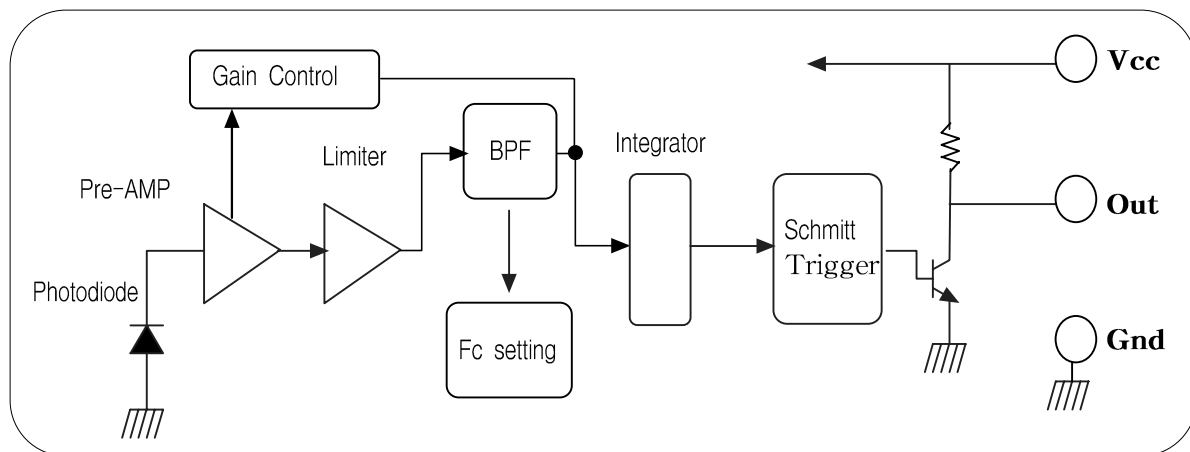 Gain Control
Vcc
Limiter
BPF
Integrator
Pre-AMP
Out
Schmitt
Trigger
Photodiode
Fc setting
Gnd